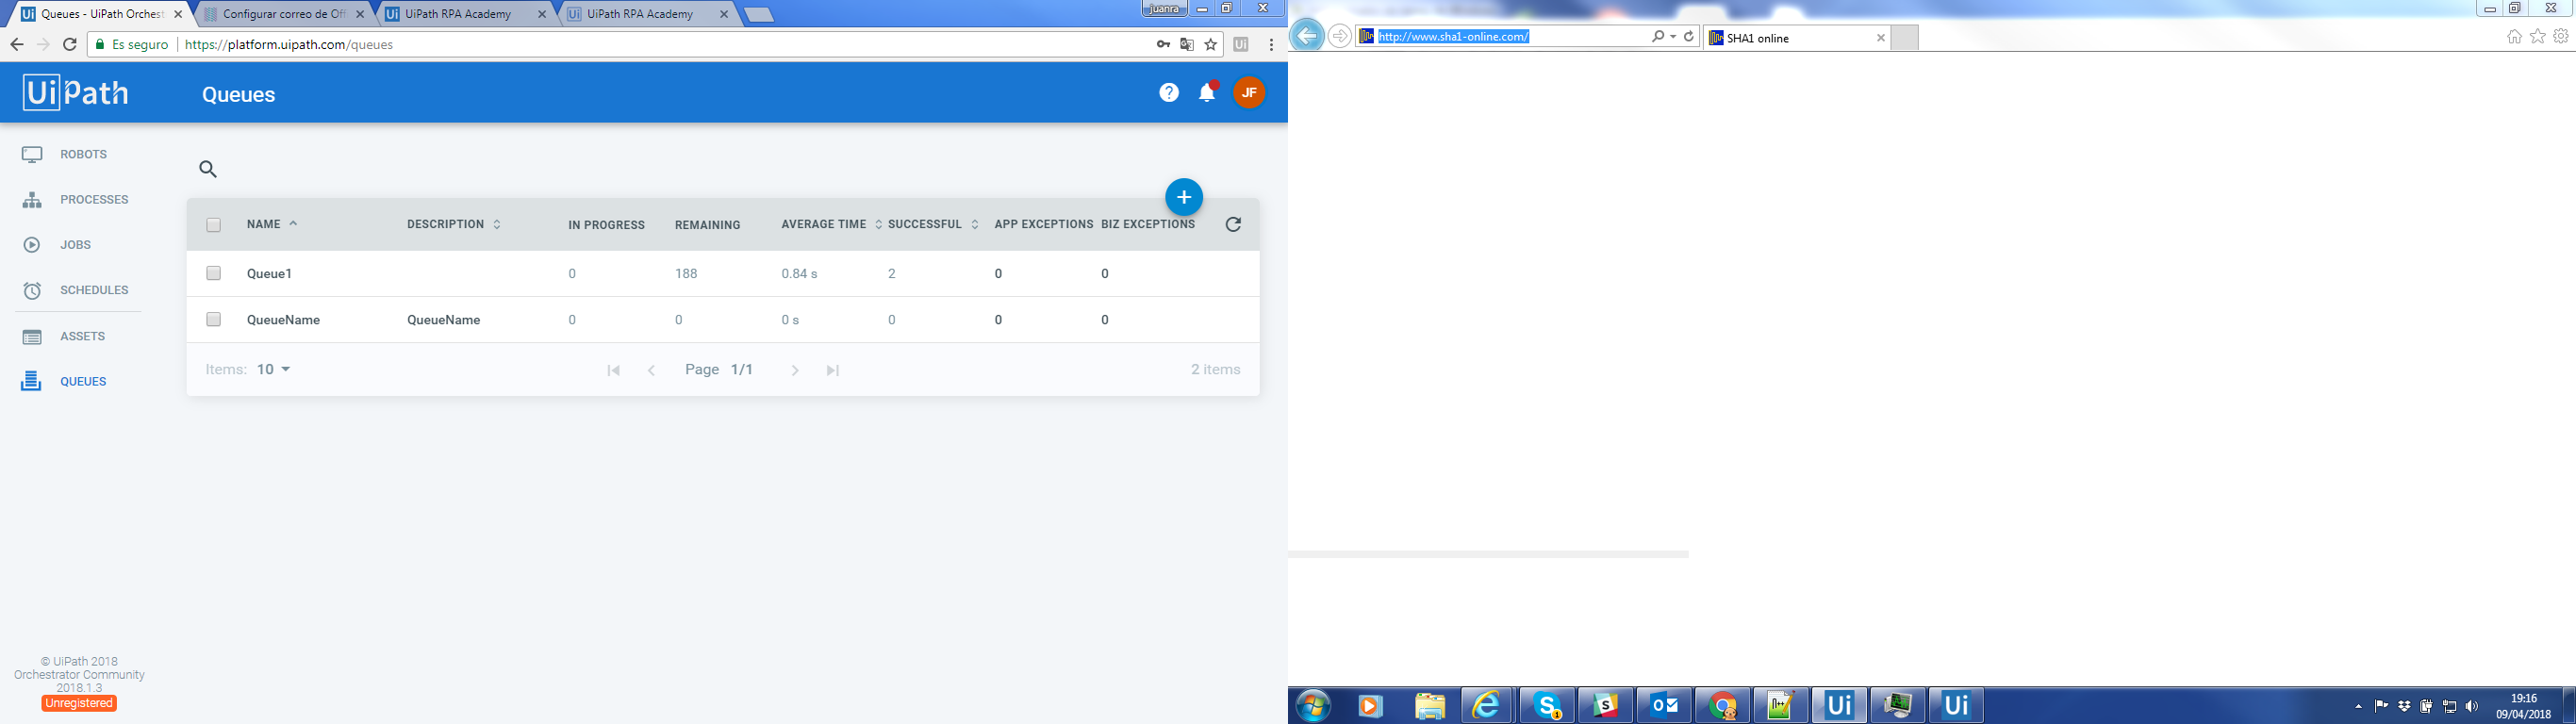 Queues - UiPath Orchest
Configurar correo de Off
UiPath RPA Academy
UiPath RPA Academy
juanra
Es seguro
https://platform.uipath.com/queues
Ui
UiPath
Queues
JF
ROBOTS
PROCESSES
JOBS
SCHEDULES
ASSETS
QUEUES
NAME DESCRIPTION IN PROGRESS REMAINING AVERAGE TIME SUCCESSFUL APP EXCEPTIONS BIZ EXCEPTIONS
Queue1 0 188 0.84 s 2 0 0
QueueName QueueName 0 0 0 s 0 0 0
Items: 10 Page 1/1 2 items
© UiPath 2018
Orchestrator Community
2018.1.3
Unregistered
http://www.sha1-online.com/
SHA1 online
Ui
Ui
19:16
09/04/2018